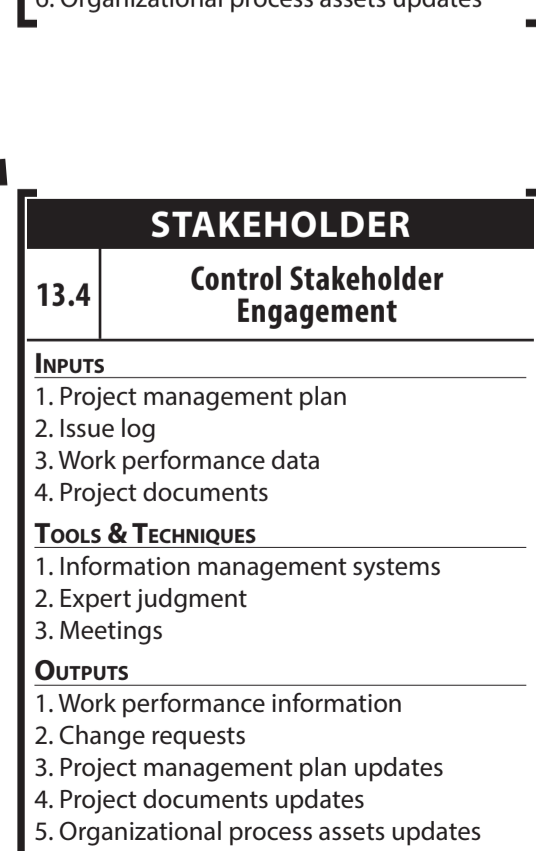 6. Organizational process assets updates
STAKEHOLDER
13.4
Control Stakeholder
Engagement
INPUTS
1. Project management plan
2. Issue log
3. Work performance data
4. Project documents
TOOLS & TECHNIQUES
1. Information management systems
2. Expert judgment
3. Meetings
OUTPUTS
1. Work performance information
2. Change requests
3. Project management plan updates
4. Project documents updates
5. Organizational process assets updates